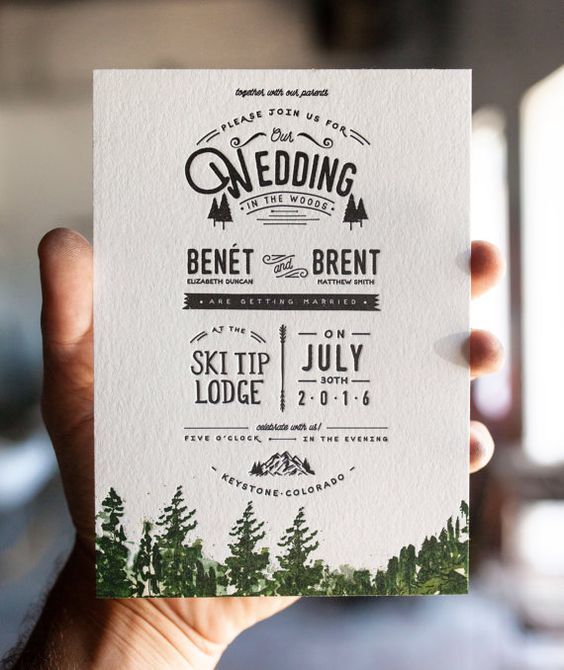 together with our parents
PLEASE JOIN US FOR
Our
WEDDING
IN THE WOODS
BENÉT and BRENT
ELIZABETH DUNCAN MATTHEW SMITH
ARE GETTING MARRIED
AT THE
SKI TIP
LODGE
ON
JULY
30TH
2·0·1·6
celebrate with us!
FIVE O'CLOCK IN THE EVENING
KEYSTONE-COLORADO